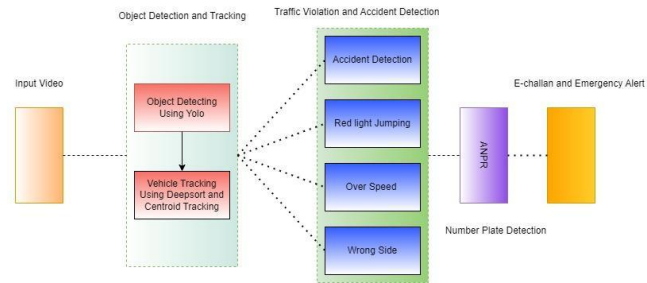 Object Detection and Tracking
Traffic Violation and Accident Detection
Input Video
Object Detecting
Using Yolo
Vehicle Tracking
Using Deepsort and
Centroid Tracking
Accident Detection
Red light Jumping
Over Speed
Wrong Side
ANPR
Number Plate Detection
E-challan and Emergency Alert